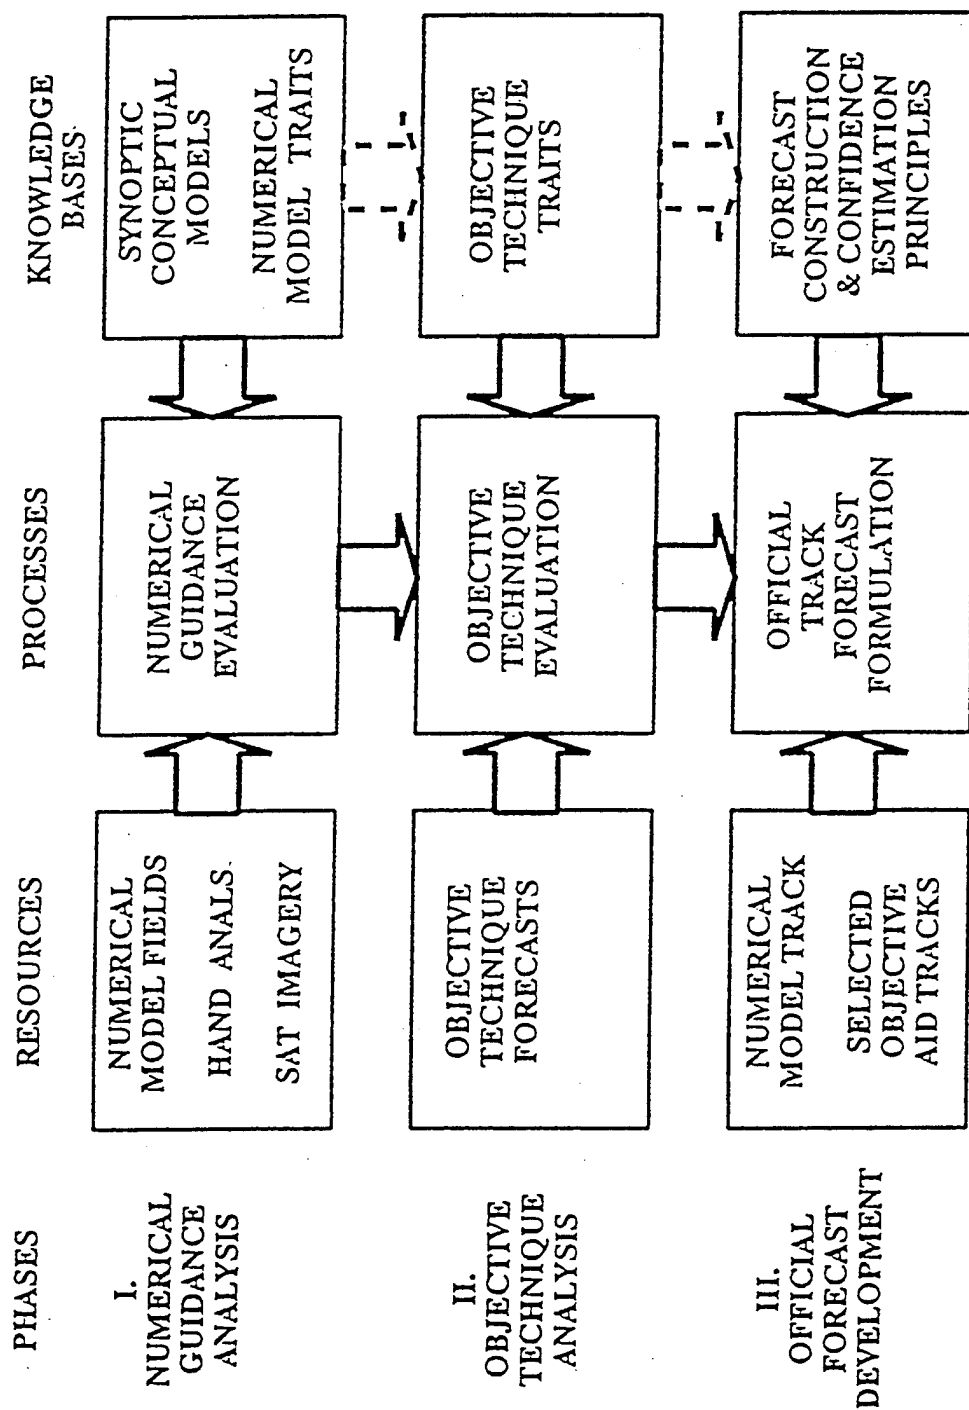 PHASES
RESOURCES
PROCESSES
KNOWLEDGE
BASES
I.
NUMERICAL
GUIDANCE
ANALYSIS
NUMERICAL
MODEL FIELDS
HAND ANALS.
SAT IMAGERY
NUMERICAL
GUIDANCE
EVALUATION
SYNOPTIC
CONCEPTUAL
MODELS
NUMERICAL
MODEL TRAITS
II.
OBJECTIVE
TECHNIQUE
ANALYSIS
OBJECTIVE
TECHNIQUE
FORECASTS
OBJECTIVE
TECHNIQUE
EVALUATION
OBJECTIVE
TECHNIQUE
TRAITS
III.
OFFICIAL
FORECAST
DEVELOPMENT
NUMERICAL
MODEL TRACK
SELECTED
OBJECTIVE
AID TRACKS
OFFICIAL
TRACK
FORECAST
FORMULATION
FORECAST
CONSTRUCTION
& CONFIDENCE
ESTIMATION
PRINCIPLES